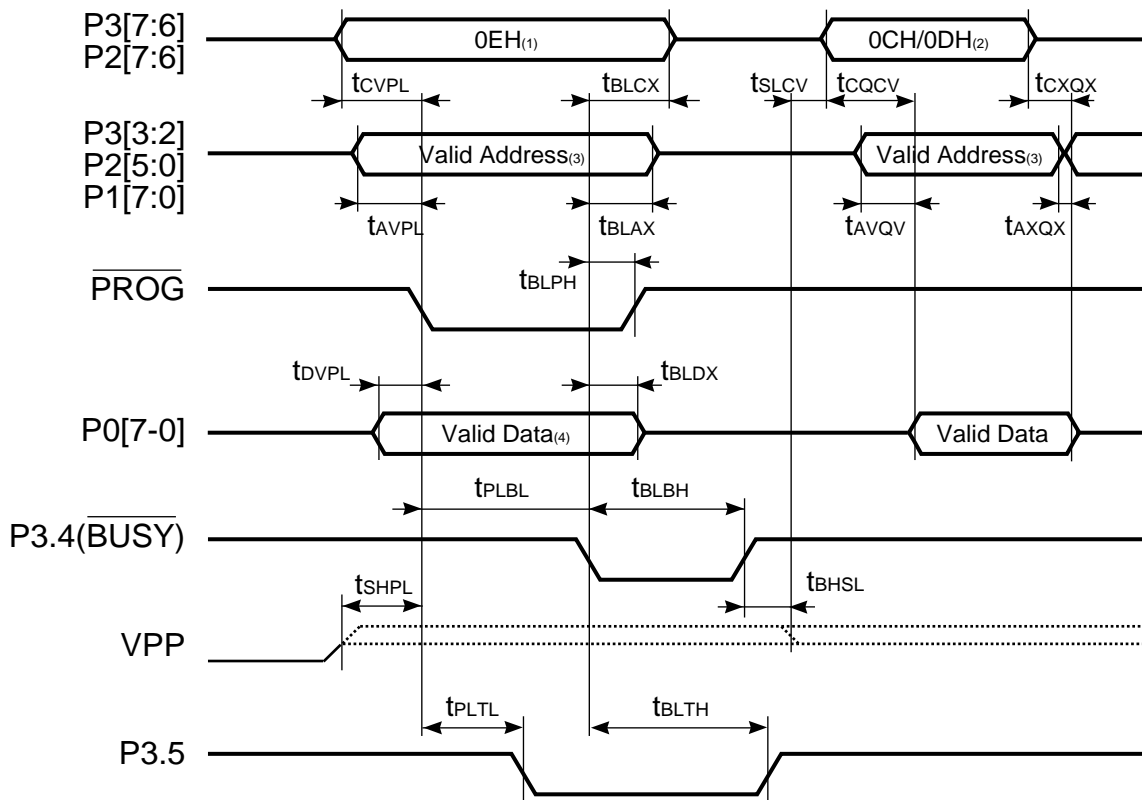 P3[7:6]
P2[7:6]
0EH(1)
0CH/0DH(2)
tCVPL
tBLCX
tSLCV
tCQCV
tCXQX
P3[3:2]
P2[5:0]
P1[7:0]
Valid Address(3)
Valid Address(3)
tAVPL
tBLAX
tAVQV
tAXQX
tBLPH
PROG
tDVPL
tBLDX
P0[7-0]
Valid Data(4)
Valid Data
tPLBL
tBLBH
P3.4(BUSY)
tSHPL
tBHSL
VPP
tPLTL
tBLTH
P3.5